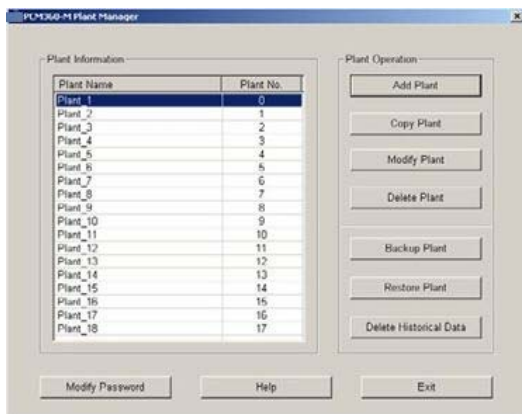 PCM360-M Plant Manager
Plant Information
Plant Name Plant No.
Plant_1 0
Plant_2 1
Plant_3 2
Plant_4 3
Plant_5 4
Plant_6 5
Plant_7 6
Plant_8 7
Plant_9 8
Plant_10 9
Plant_11 10
Plant_12 11
Plant_13 12
Plant_14 13
Plant_15 14
Plant_16 15
Plant_17 16
Plant_18 17
Plant Operation
Add Plant
Copy Plant
Modify Plant
Delete Plant
Backup Plant
Restore Plant
Delete Historical Data
Modify Password
Help
Exit